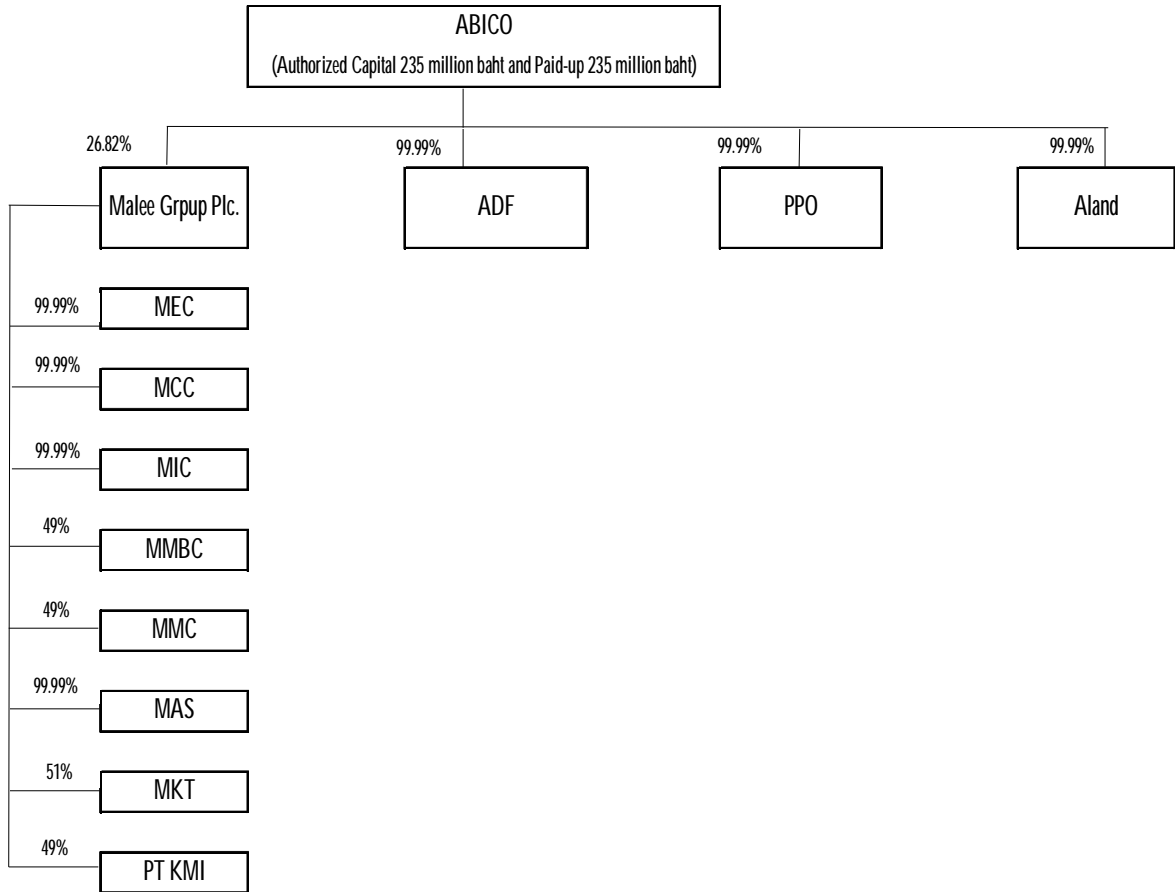 ABICO
(Authorized Capital 235 million baht and Paid-up 235 million baht)
26.82%
99.99%
99.99%
99.99%
Malee Grpup Plc.
ADF
PPO
Aland
99.99%
MEC
99.99%
MCC
99.99%
MIC
49%
MMBC
49%
MMC
99.99%
MAS
51%
MKT
49%
PT KMI